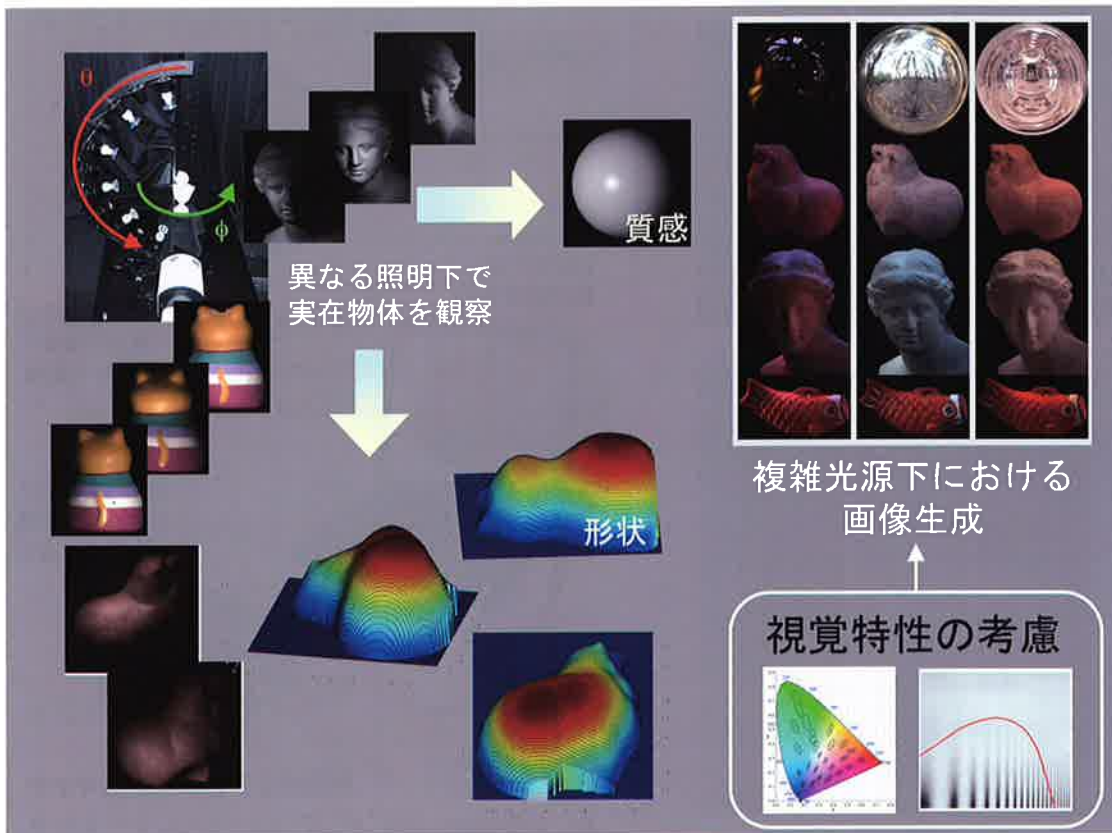 θ
φ
異なる照明下で
実在物体を観察
質感
形状
複雑光源下における
画像生成
視覚特性の考慮